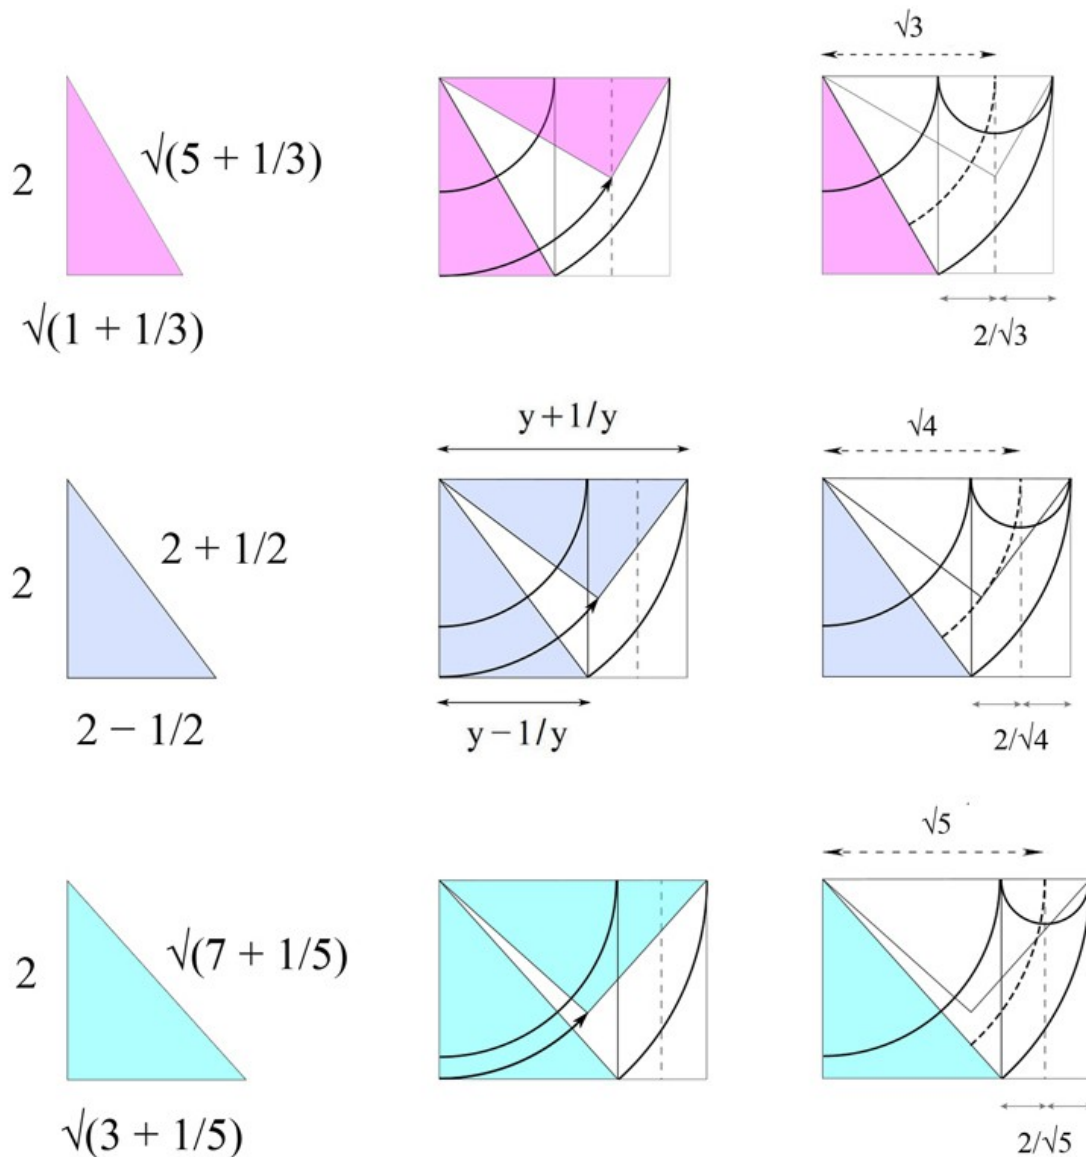 √3
√(5 + 1/3)
2
√(1 + 1/3)
2/√3
y+1/y
√4
2 + 1/2
2
2 − 1/2
y−1/y
2/√4
√5
√(7 + 1/5)
2
√(3 + 1/5)
2/√5